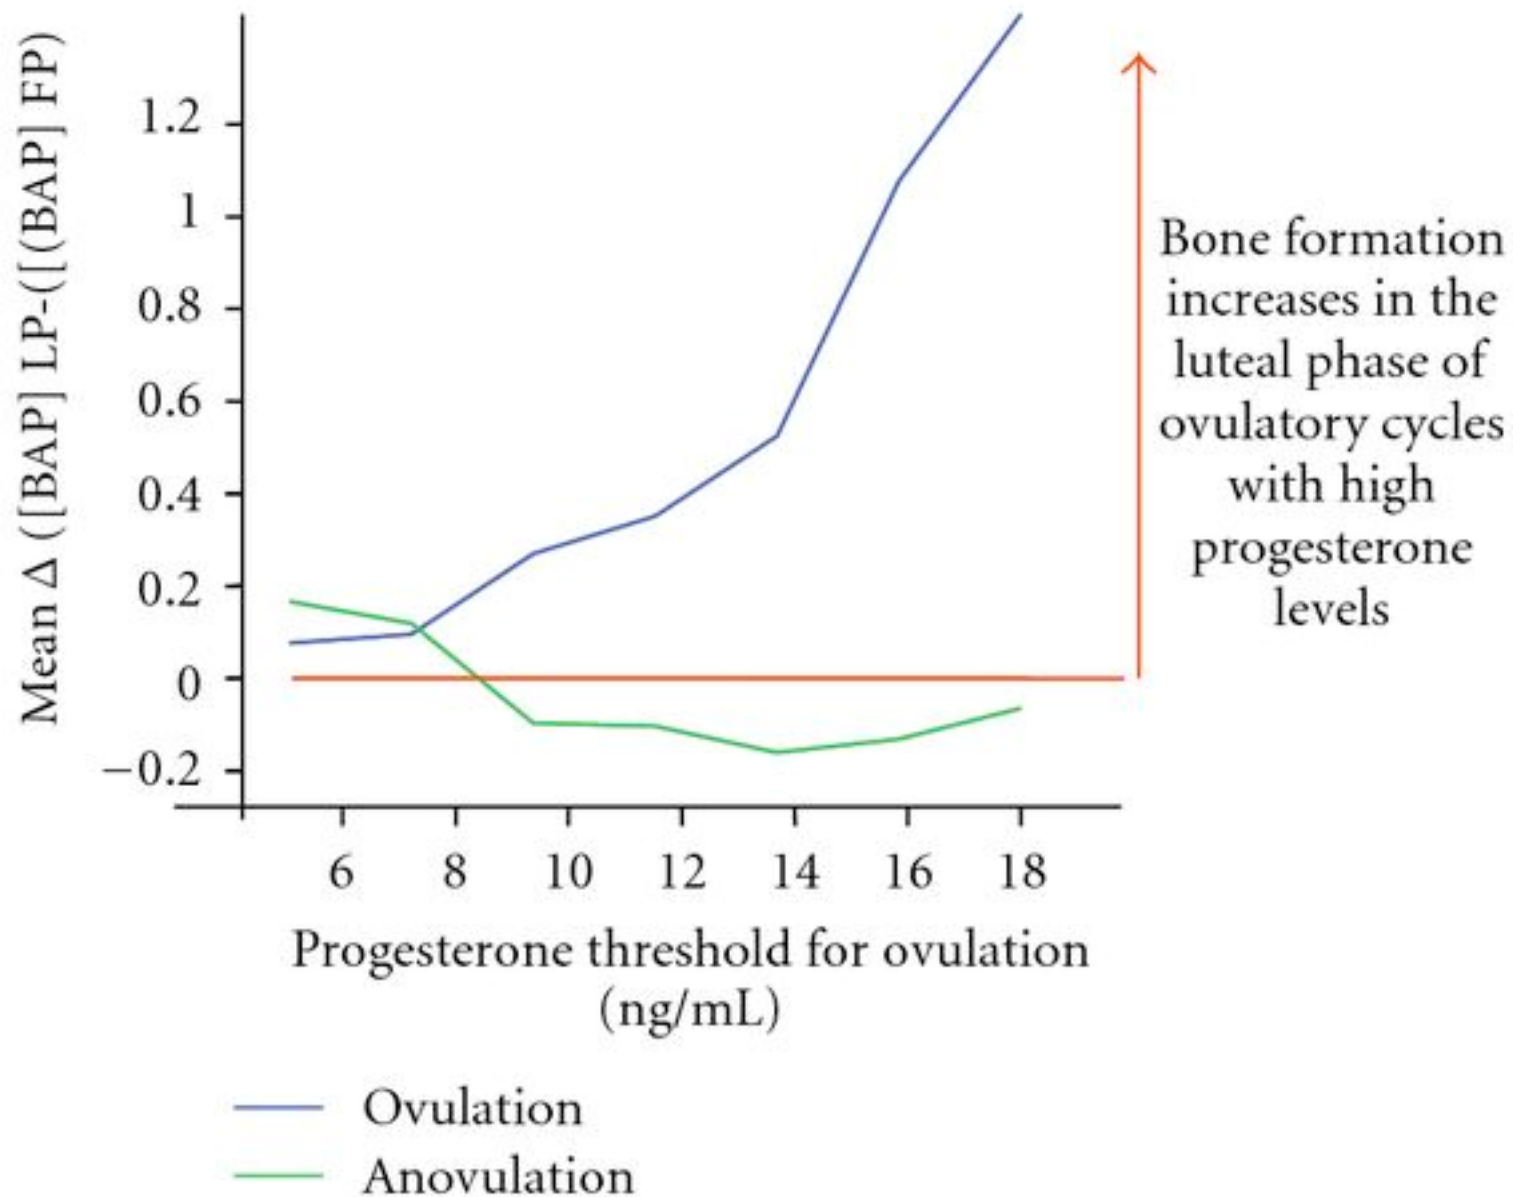 Mean Δ ([BAP] LP-([(BAP] FP)
1.2
1
0.8
0.6
0.4
0.2
0
−0.2
6 8 10 12 14 16 18
Progesterone threshold for ovulation
(ng/mL)
Bone formation
increases in the
luteal phase of
ovulatory cycles
with high
progesterone
levels
Ovulation
Anovulation